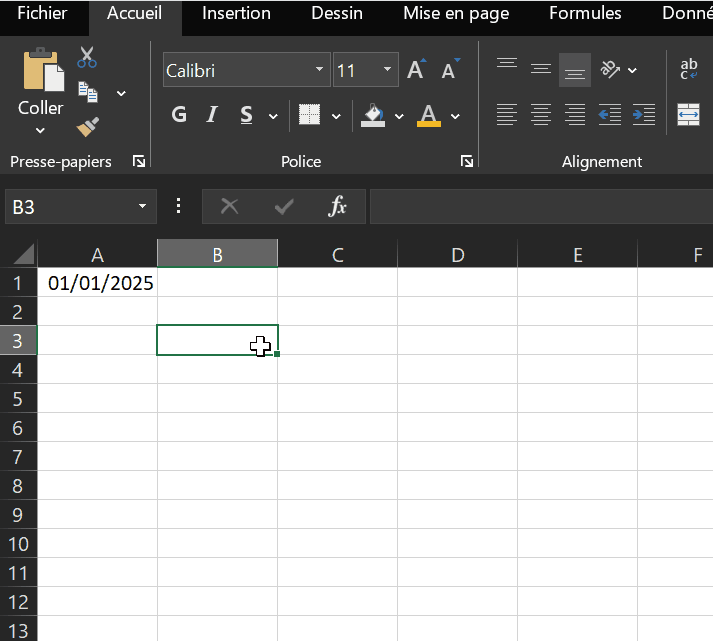 Fichier Accueil Insertion Dessin Mise en page Formules Donné
Coller
Calibri 11 A A
G I S A
ab
c
Presse-papiers Police Alignement
B3 fx
A B C D E F
1 01/01/2025
2
3
4
5
6
7
8
9
10
11
12
13